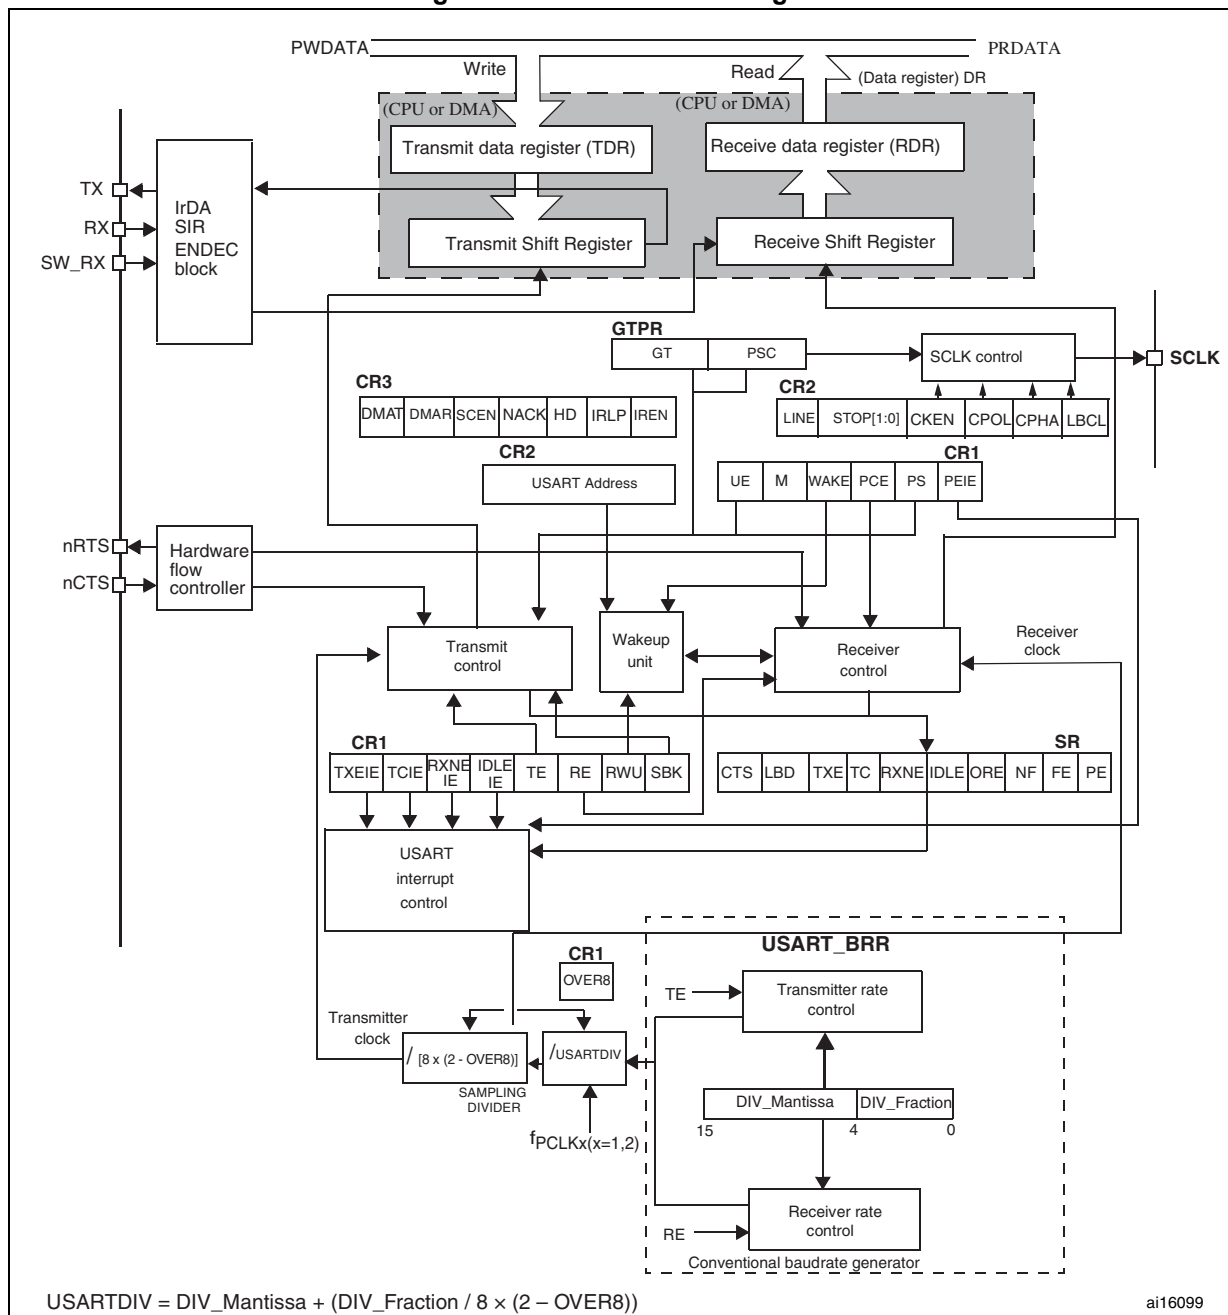 PWDATA
PRDATA
Write
Read
(Data register) DR
(CPU or DMA)
(CPU or DMA)
Transmit data register (TDR)
Receive data register (RDR)
TX
RX
SW_RX
IrDA
SIR
ENDEC
block
Transmit Shift Register
Receive Shift Register
GTPR
GT
PSC
SCLK control
SCLK
CR3
DMAT
DMAR
SCEN
NACK
HD
IRLP
IREN
CR2
LINE
STOP[1:0]
CKEN
CPOL
CPHA
LBCL
CR2
USART Address
CR1
UE
M
WAKE
PCE
PS
PEIE
nRTS
nCTS
Hardware
flow
controller
Transmit
control
Wakeup
unit
Receiver
control
Receiver
clock
CR1
TXEIE
TCIE
RXNE
IE
IDLE
IE
TE
RE
RWU
SBK
SR
CTS
LBD
TXE
TC
RXNE
IDLE
ORE
NF
FE
PE
USART
interrupt
control
USART_BRR
CR1
OVER8
TE
Transmitter rate
control
Transmitter
clock
/ [8 x (2 - OVER8)]
/USARTDIV
SAMPLING
DIVIDER
fPCLKx(x=1,2)
DIV_Mantissa
DIV_Fraction
15
4
0
Receiver rate
control
RE
Conventional baudrate generator
USARTDIV = DIV_Mantissa + (DIV_Fraction / 8 × (2 – OVER8))
ai16099